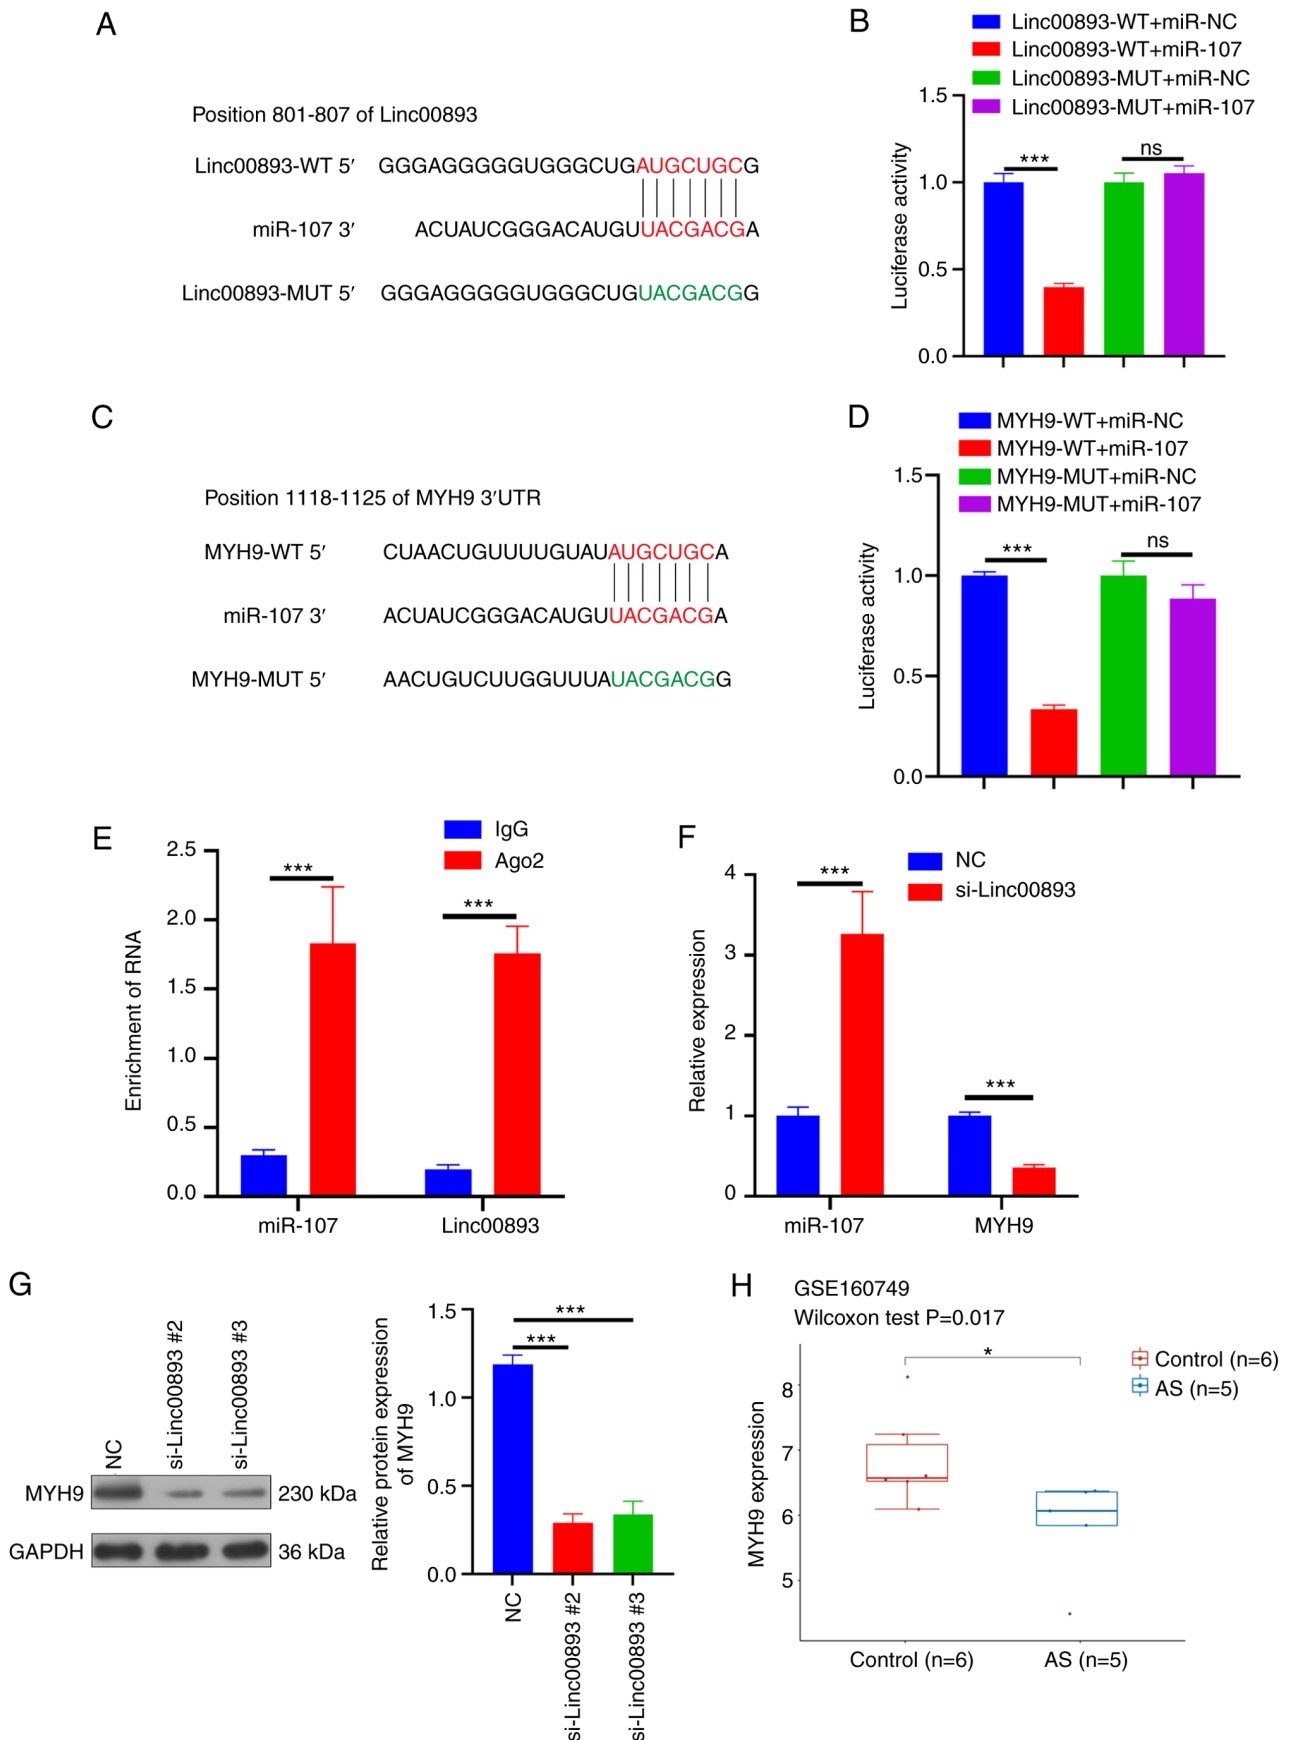 A
Position 801-807 of Linc00893
Linc00893-WT 5′ GGGAGGGGGUGGGCUGAUGCUGCG
miR-107 3′ ACUAUCGGGACAUGUUACGACGA
Linc00893-MUT 5′ GGGAGGGGGUGGGCUGUACGACGG
B
Linc00893-WT+miR-NC
Linc00893-WT+miR-107
Linc00893-MUT+miR-NC
Linc00893-MUT+miR-107
Luciferase activity
1.5
1.0
0.5
0.0
***
ns
C
Position 1118-1125 of MYH9 3′UTR
MYH9-WT 5′ CUAACUGUUUUGUAUAUGCUGCA
miR-107 3′ ACUAUCGGGACAUGUUACGACGA
MYH9-MUT 5′ AACUGUCUUGGUUUAUACGACGG
D
MYH9-WT+miR-NC
MYH9-WT+miR-107
MYH9-MUT+miR-NC
MYH9-MUT+miR-107
Luciferase activity
1.5
1.0
0.5
0.0
***
ns
E
IgG
Ago2
Enrichment of RNA
2.5
2.0
1.5
1.0
0.5
0.0
***
***
miR-107 Linc00893
F
NC
si-Linc00893
Relative expression
4
3
2
1
0
***
***
miR-107 MYH9
G
NC
si-Linc00893 #2
si-Linc00893 #3
MYH9 230 kDa
GAPDH 36 kDa
Relative protein expression
of MYH9
1.5
1.0
0.5
0.0
***
***
NC
si-Linc00893 #2
si-Linc00893 #3
H
GSE160749
Wilcoxon test P=0.017
MYH9 expression
8
7
6
5
*
Control (n=6)
AS (n=5)
Control (n=6) AS (n=5)